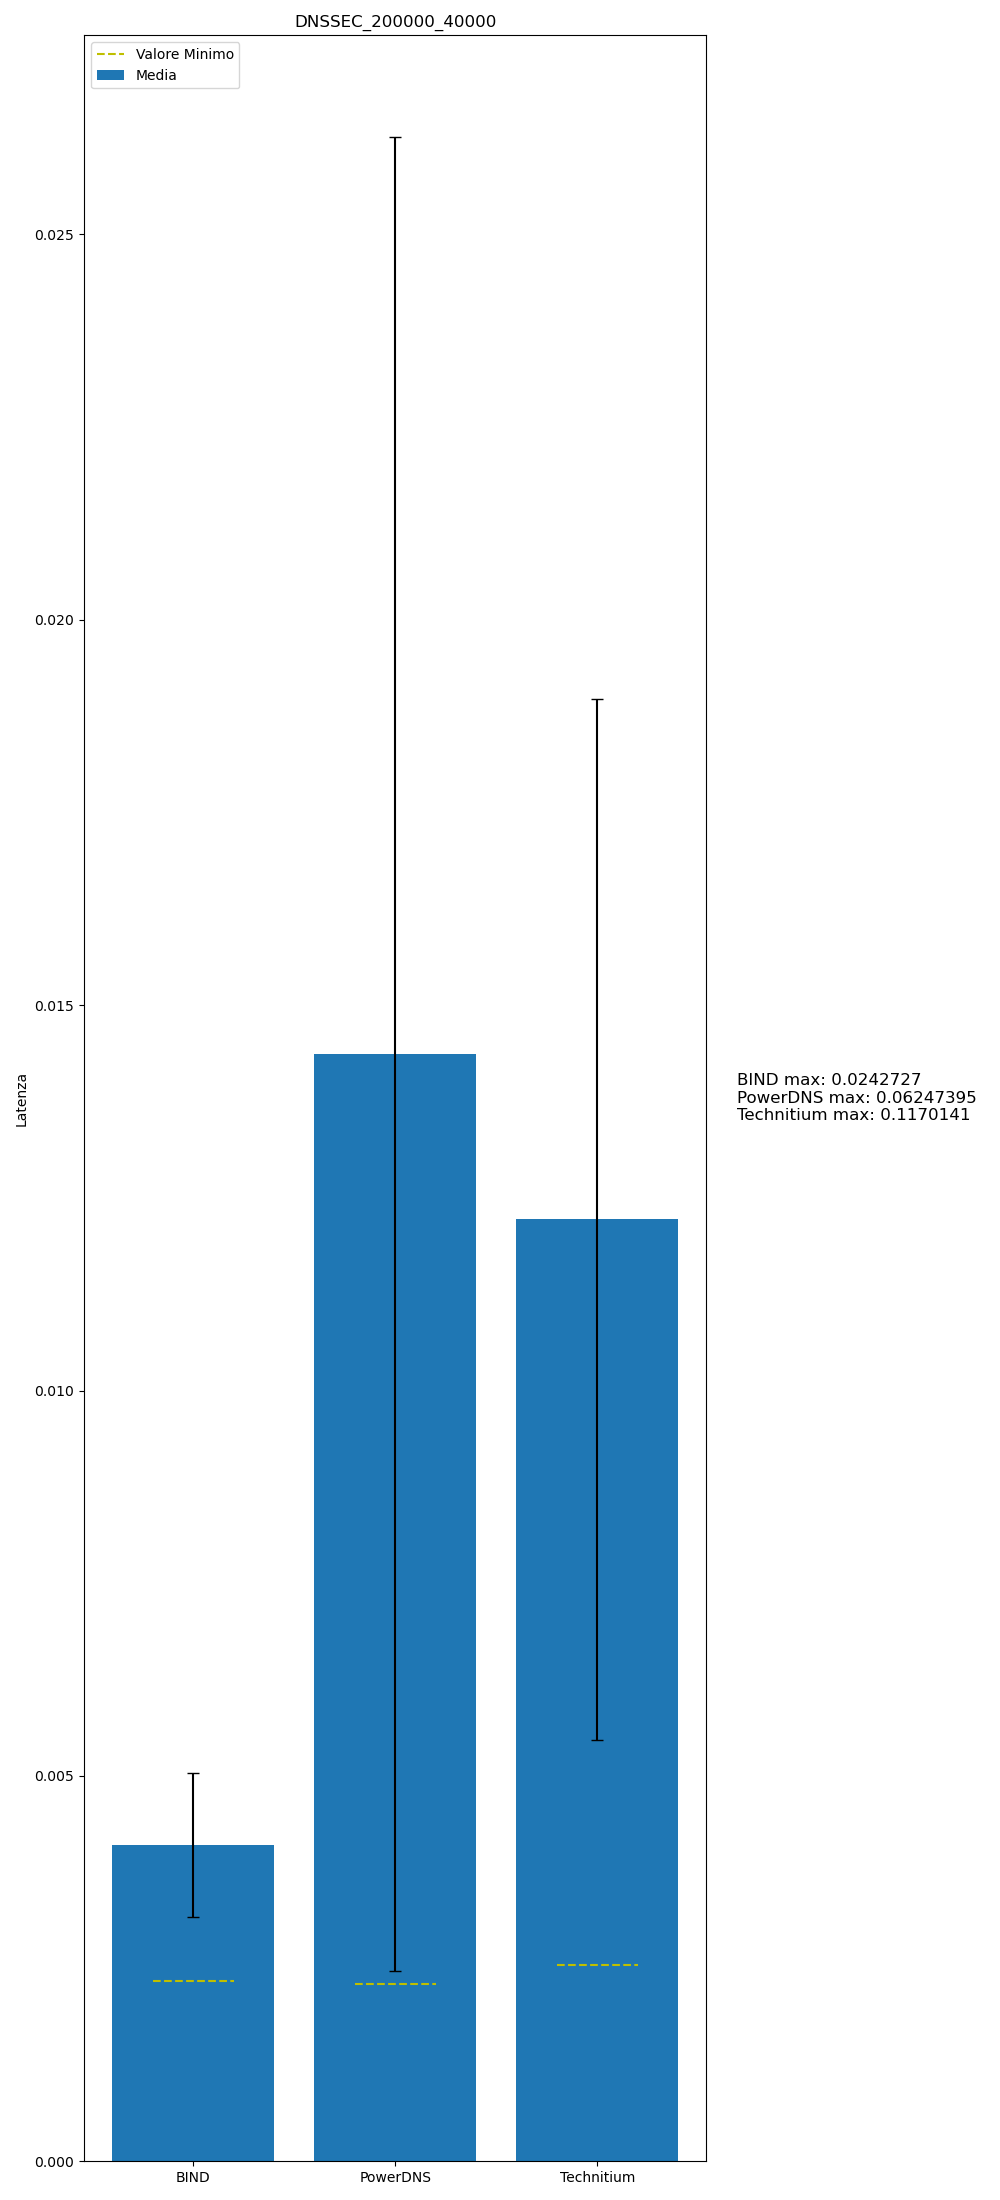 DNSSEC_200000_40000
Valore Minimo
Media
0.025
0.020
0.015
0.010
0.005
0.000
Latenza
BIND max: 0.0242727
PowerDNS max: 0.06247395
Technitium max: 0.1170141
BIND
PowerDNS
Technitium